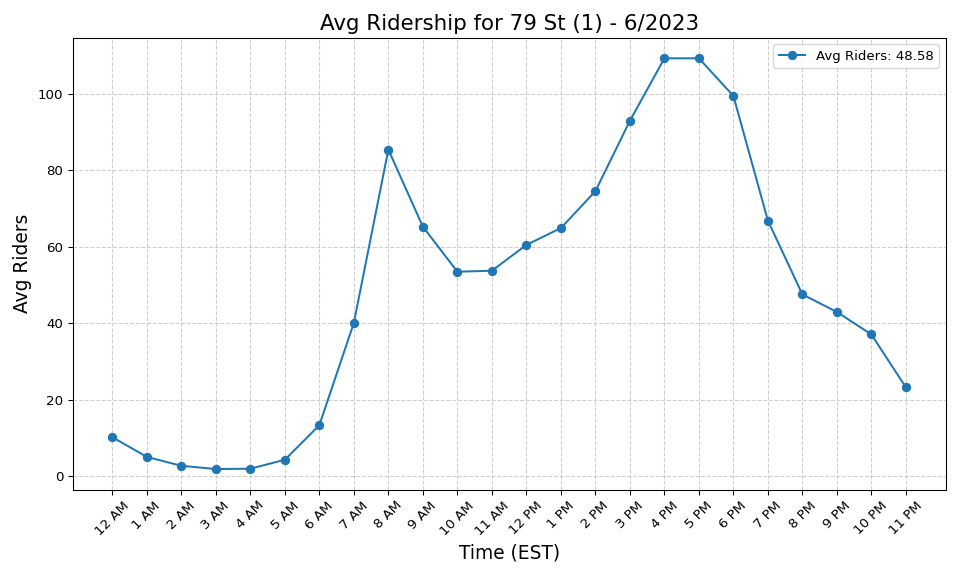 Avg Ridership for 79 St (1) - 6/2023
Avg Riders: 48.58
Avg Riders
100
80
60
40
20
0
12 AM 1 AM 2 AM 3 AM 4 AM 5 AM 6 AM 7 AM 8 AM 9 AM 10 AM 11 AM 12 PM 1 PM 2 PM 3 PM 4 PM 5 PM 6 PM 7 PM 8 PM 9 PM 10 PM 11 PM
Time (EST)